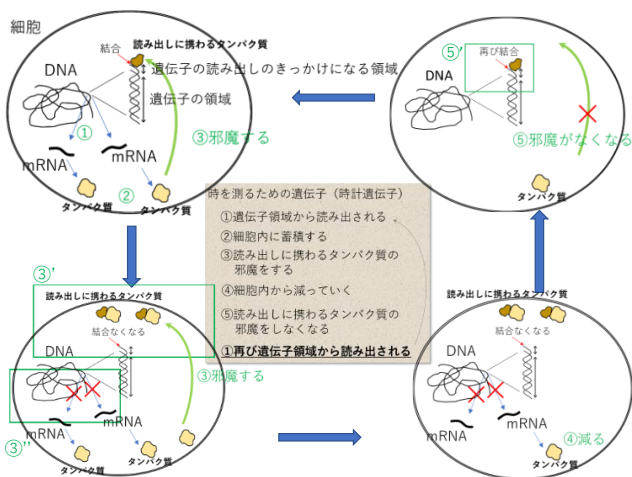 細胞
結合
読み出しに携わるタンパク質
DNA
遺伝子の読み出しのきっかけになる領域
遺伝子の領域
①
③邪魔する
mRNA
mRNA
②
タンパク質
タンパク質
⑤’
再び結合
DNA
⑤邪魔がなくなる
タンパク質
時を測るための遺伝子（時計遺伝子）
①遺伝子領域から読み出される
②細胞内に蓄積する
③読み出しに携わるタンパク質の
邪魔をする
④細胞内から減っていく
⑤読み出しに携わるタンパク質の
邪魔をしなくなる
①再び遺伝子領域から読み出される
③’
読み出しに携わるタンパク質
結合なくなる
DNA
③邪魔する
③’’
mRNA
mRNA
タンパク質
タンパク質
読み出しに携わるタンパク質
結合なくなる
DNA
mRNA
mRNA
④減る
タンパク質
タンパク質